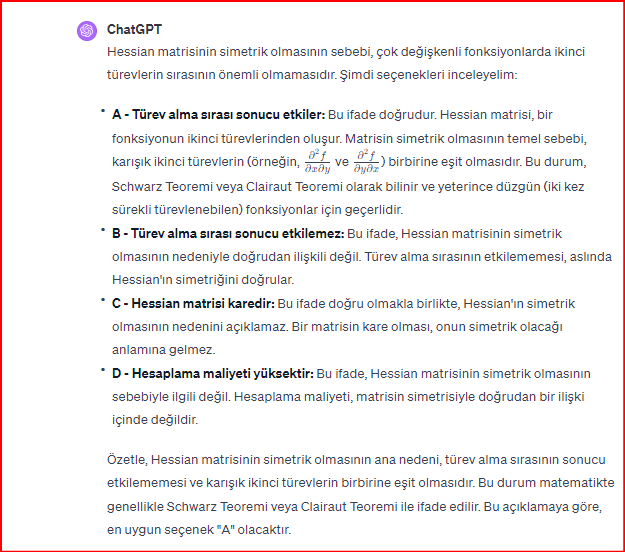 ChatGPT
Hessian matrisinin simetrik olmasının sebebi, çok değişkenli fonksiyonlarda ikinci
türevlerin sırasının önemli olmamasıdır. Şimdi seçenekleri inceleyelim:
• A - Türev alma sırası sonucu etkiler: Bu ifade doğrudur. Hessian matrisi, bir
fonksiyonun ikinci türevlerinden oluşur. Matrisin simetrik olmasının temel sebebi,
karışık ikinci türevlerin (örneğin, ∂²f/∂x∂y ve ∂²f/∂y∂x) birbirine eşit olmasıdır. Bu durum,
Schwarz Teoremi veya Clairaut Teoremi olarak bilinir ve yeterince düzgün (iki kez
sürekli türevlenebilen) fonksiyonlar için geçerlidir.
• B - Türev alma sırası sonucu etkilemez: Bu ifade, Hessian matrisinin simetrik
olmasının nedeniyle doğrudan ilişkili değil. Türev alma sırasının etkilememesi, aslında
Hessian'ın simetriğini doğrular.
• C - Hessian matrisi karedir: Bu ifade doğru olmakla birlikte, Hessian'ın simetrik
olmasının nedenini açıklamaz. Bir matrisin kare olması, onun simetrik olacağı
anlamına gelmez.
• D - Hesaplama maliyeti yüksektir: Bu ifade, Hessian matrisinin simetrik olmasının
sebebiyle ilgili değil. Hesaplama maliyeti, matrisin simetrisiyle doğrudan bir ilişki
içinde değildir.
Özetle, Hessian matrisinin simetrik olmasının ana nedeni, türev alma sırasının sonucu
etkilememesi ve karışık ikinci türevlerin birbirine eşit olmasıdır. Bu durum matematikte
genellikle Schwarz Teoremi veya Clairaut Teoremi ile ifade edilir. Bu açıklamaya göre,
en uygun seçenek "A" olacaktır.